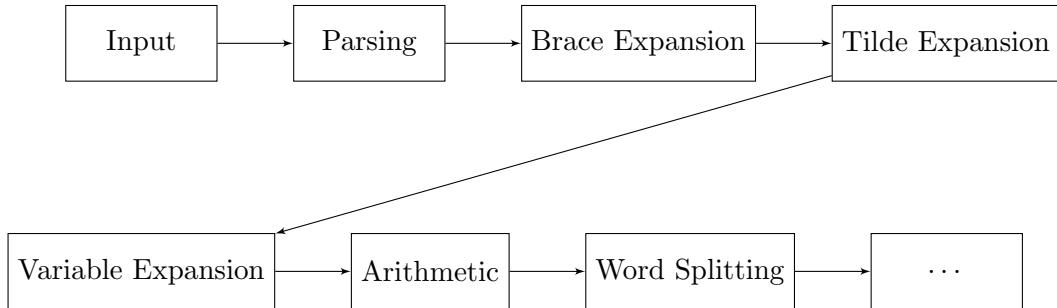 Input Parsing Brace Expansion Tilde Expansion
Variable Expansion Arithmetic Word Splitting ...